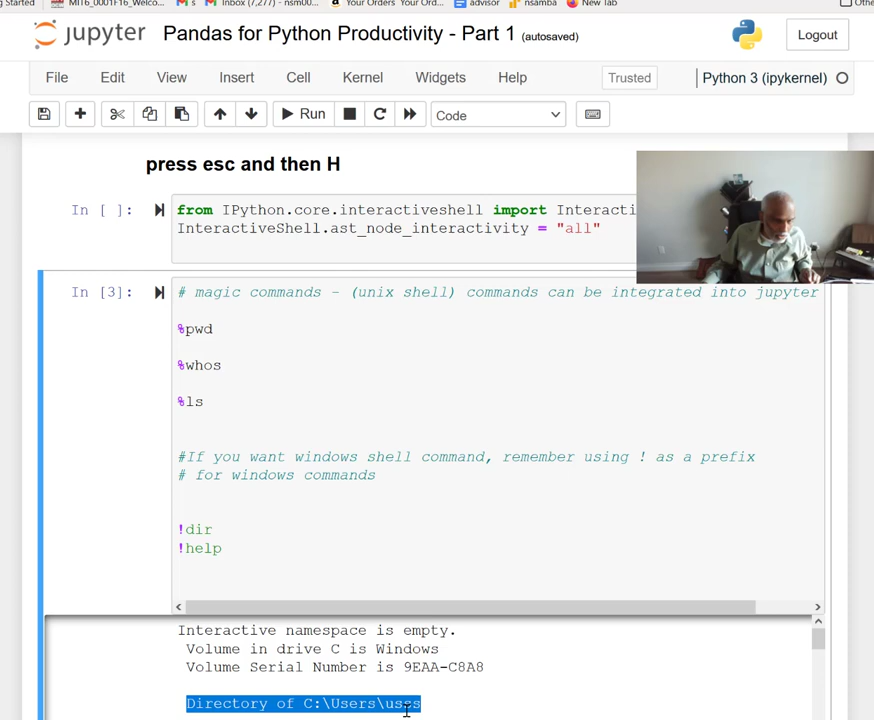 g Started
MIT6_0001F16_Welco...
Inbox (7,277) - nsm00...
Your Orders Your Ord...
advisor
nsamba
New Tab
Othe
jupyter
Pandas for Python Productivity - Part 1 (autosaved)
Logout
File Edit View Insert Cell Kernel Widgets Help
Trusted
Python 3 (ipykernel)
Run
Code
press esc and then H
In [ ]:
from IPython.core.interactiveshell import Interacti
InteractiveShell.ast_node_interactivity = "all"
In [3]:
# magic commands - (unix shell) commands can be integrated into jupyter
%pwd
%whos
%ls
#If you want windows shell command, remember using ! as a prefix
# for windows commands
!dir
!help
Interactive namespace is empty.
Volume in drive C is Windows
Volume Serial Number is 9EAA-C8A8
Directory of C:\Users\usss